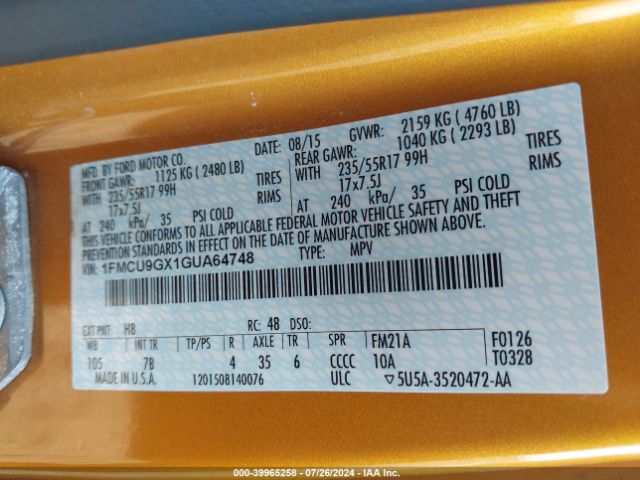 MFD. BY FORD MOTOR CO.
DATE: 08/15 GVWR: 2159 KG ( 4760 LB)
FRONT GAWR: 1125 KG ( 2480 LB)
REAR GAWR: 1040 KG ( 2293 LB)
WITH 235/55R17 99H TIRES
WITH 235/55R17 99H TIRES
17x7.5J RIMS
17x7.5J RIMS
AT 240 kPa/ 35 PSI COLD
AT 240 kPa/ 35 PSI COLD
THIS VEHICLE CONFORMS TO ALL APPLICABLE FEDERAL MOTOR VEHICLE SAFETY AND THEFT
PREVENTION STANDARDS IN EFFECT ON THE DATE OF MANUFACTURE SHOWN ABOVE.
VIN: 1FMCU9GX1GUA64748 TYPE: MPV
EXT PNT: H8 RC: 48 DSO:
WB INT TR TP/PS R AXLE TR SPR FM21A F0126
105 7B 4 35 6 CCCC 10A T0328
MADE IN U.S.A. 1201508140076 ULC ▽5U5A-3520472-AA
000-39965258 - 07/26/2024 - IAA Inc.